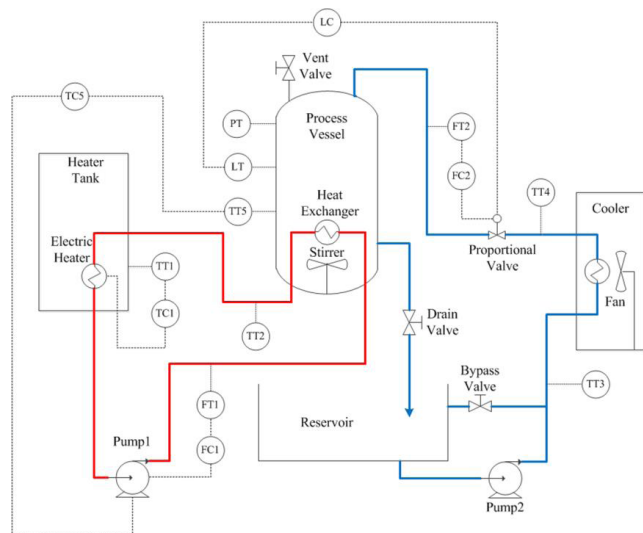 LC
Vent
Valve
TC5
PT
Process
Vessel
FT2
Heater
Tank
LT
FC2
TT4
Cooler
TT5
Heat
Exchanger
Electric
Heater
Proportional
Valve
Stirrer
TT1
Fan
TC1
Drain
Valve
TT2
Bypass
Valve
TT3
FT1
Reservoir
Pump1
FC1
Pump2